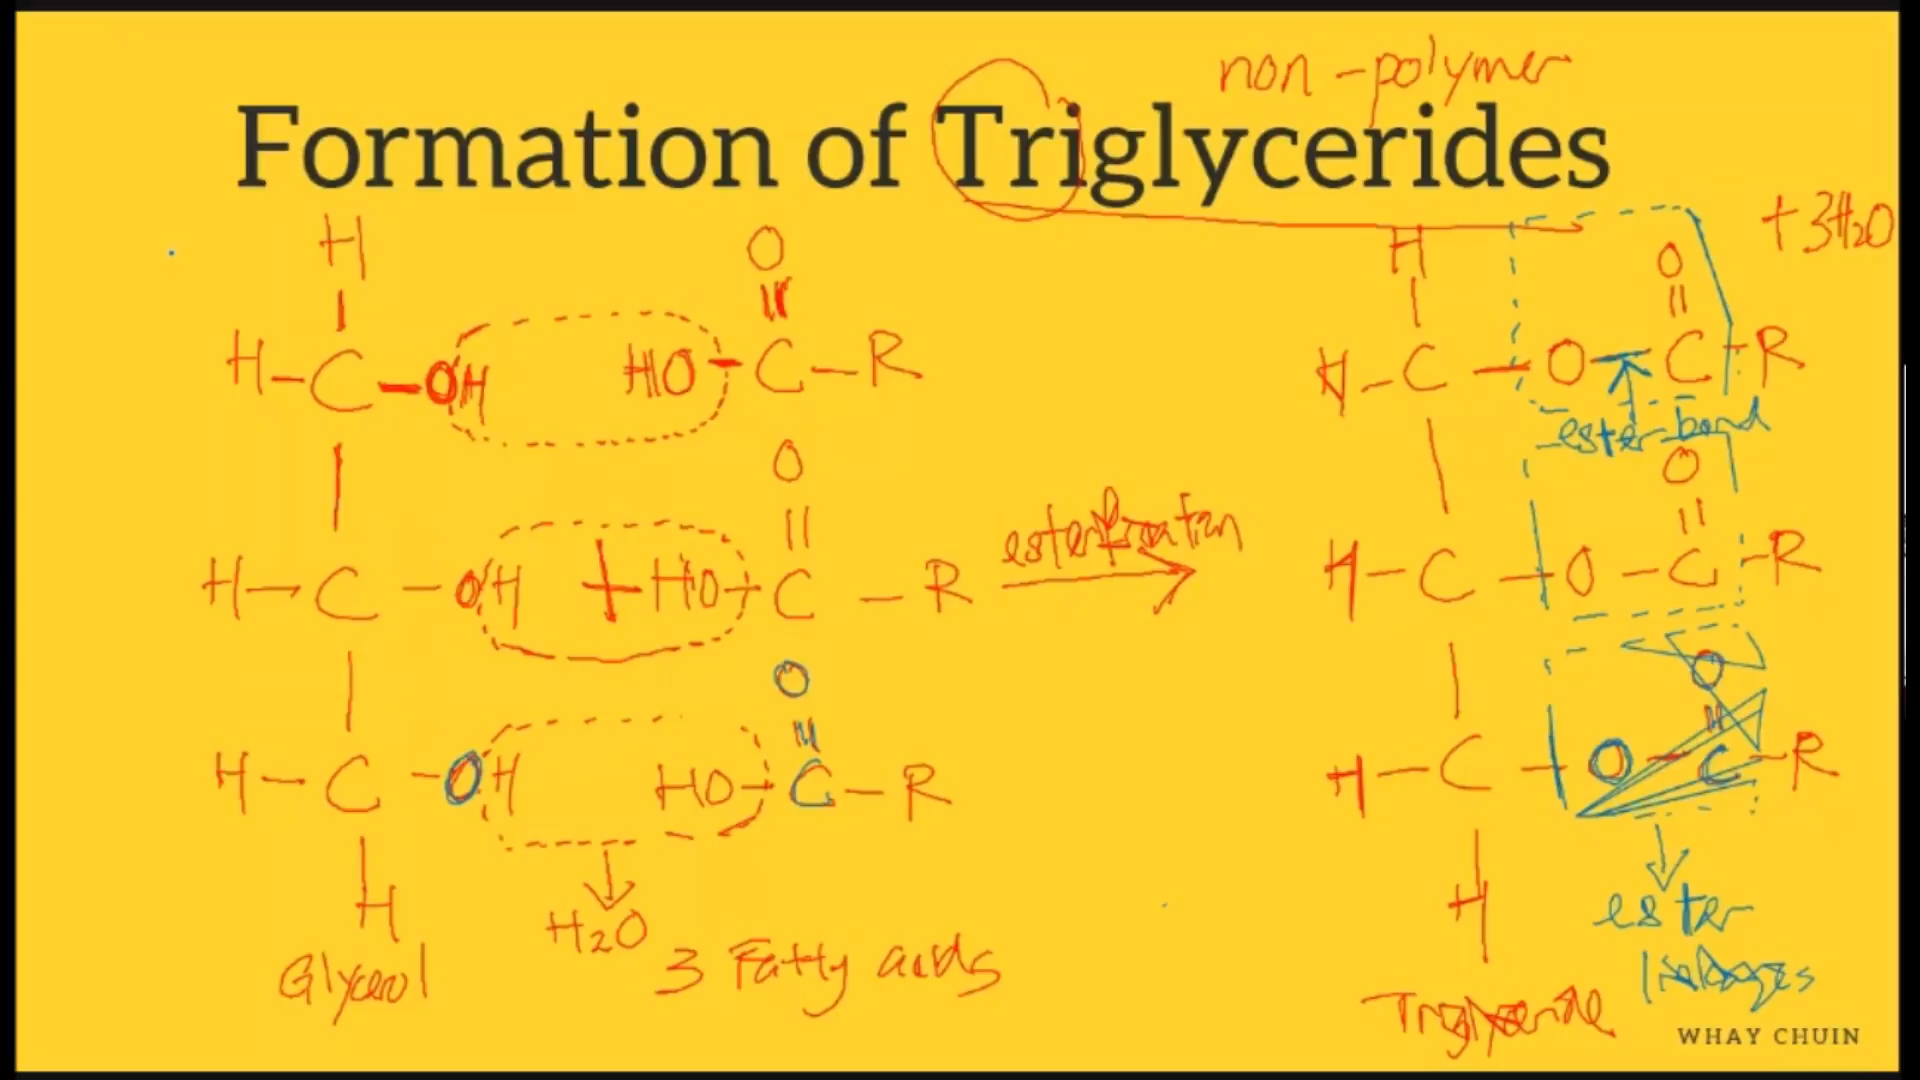 non-polymer
Formation of Triglycerides
+3H₂O
H O H O
H-C-OH HO-C-R H-C-O-C-R
ester bond
O O
H-C-OH + HO-C-R esterification H-C-O-C-R
O O
H-C-OH HO-C-R H-C-O-C-R
H H₂O H ester
Glycerol 3 Fatty acids linkages
Triglyceride
WHAY CHUIN